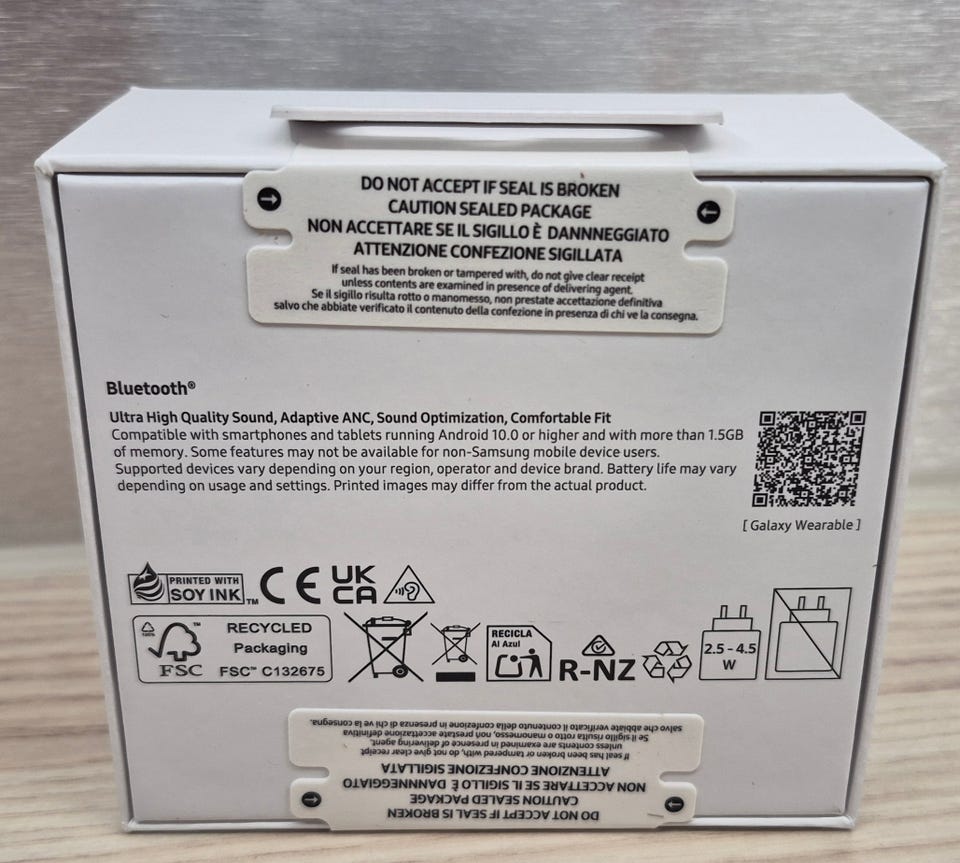 DO NOT ACCEPT IF SEAL IS BROKEN
CAUTION SEALED PACKAGE
NON ACCETTARE SE IL SIGILLO È DANNNEGGIATO
ATTENZIONE CONFEZIONE SIGILLATA
If seal has been broken or tampered with, do not give clear receipt
unless contents are examined in presence of delivering agent.
Se il sigillo risulta rotto o manomesso, non prestate accettazione definitiva
salvo che abbiate verificato il contenuto della confezione in presenza di chi ve la consegna.
Bluetooth®
Ultra High Quality Sound, Adaptive ANC, Sound Optimization, Comfortable Fit
Compatible with smartphones and tablets running Android 10.0 or higher and with more than 1.5GB
of memory. Some features may not be available for non-Samsung mobile device users.
Supported devices vary depending on your region, operator and device brand. Battery life may vary
depending on usage and settings. Printed images may differ from the actual product.
[ Galaxy Wearable ]
PRINTED WITH
SOY INK™
CE
UK
CA
100%
FSC
RECYCLED
Packaging
FSC™ C132675
RECICLA
Al Azul
R-NZ
2.5 - 4.5
W
DO NOT ACCEPT IF SEAL IS BROKEN
CAUTION SEALED PACKAGE
NON ACCETTARE SE IL SIGILLO È DANNNEGGIATO
ATTENZIONE CONFEZIONE SIGILLATA
If seal has been broken or tampered with, do not give clear receipt
unless contents are examined in presence of delivering agent.
Se il sigillo risulta rotto o manomesso, non prestate accettazione definitiva
salvo che abbiate verificato il contenuto della confezione in presenza di chi ve la consegna.